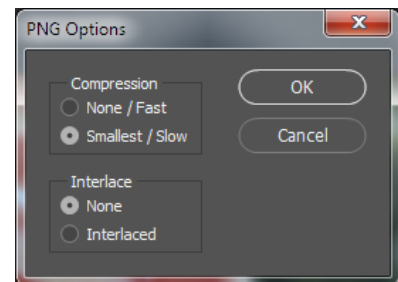 PNG Options
Compression
None / Fast
Smallest / Slow
OK
Cancel
Interlace
None
Interlaced